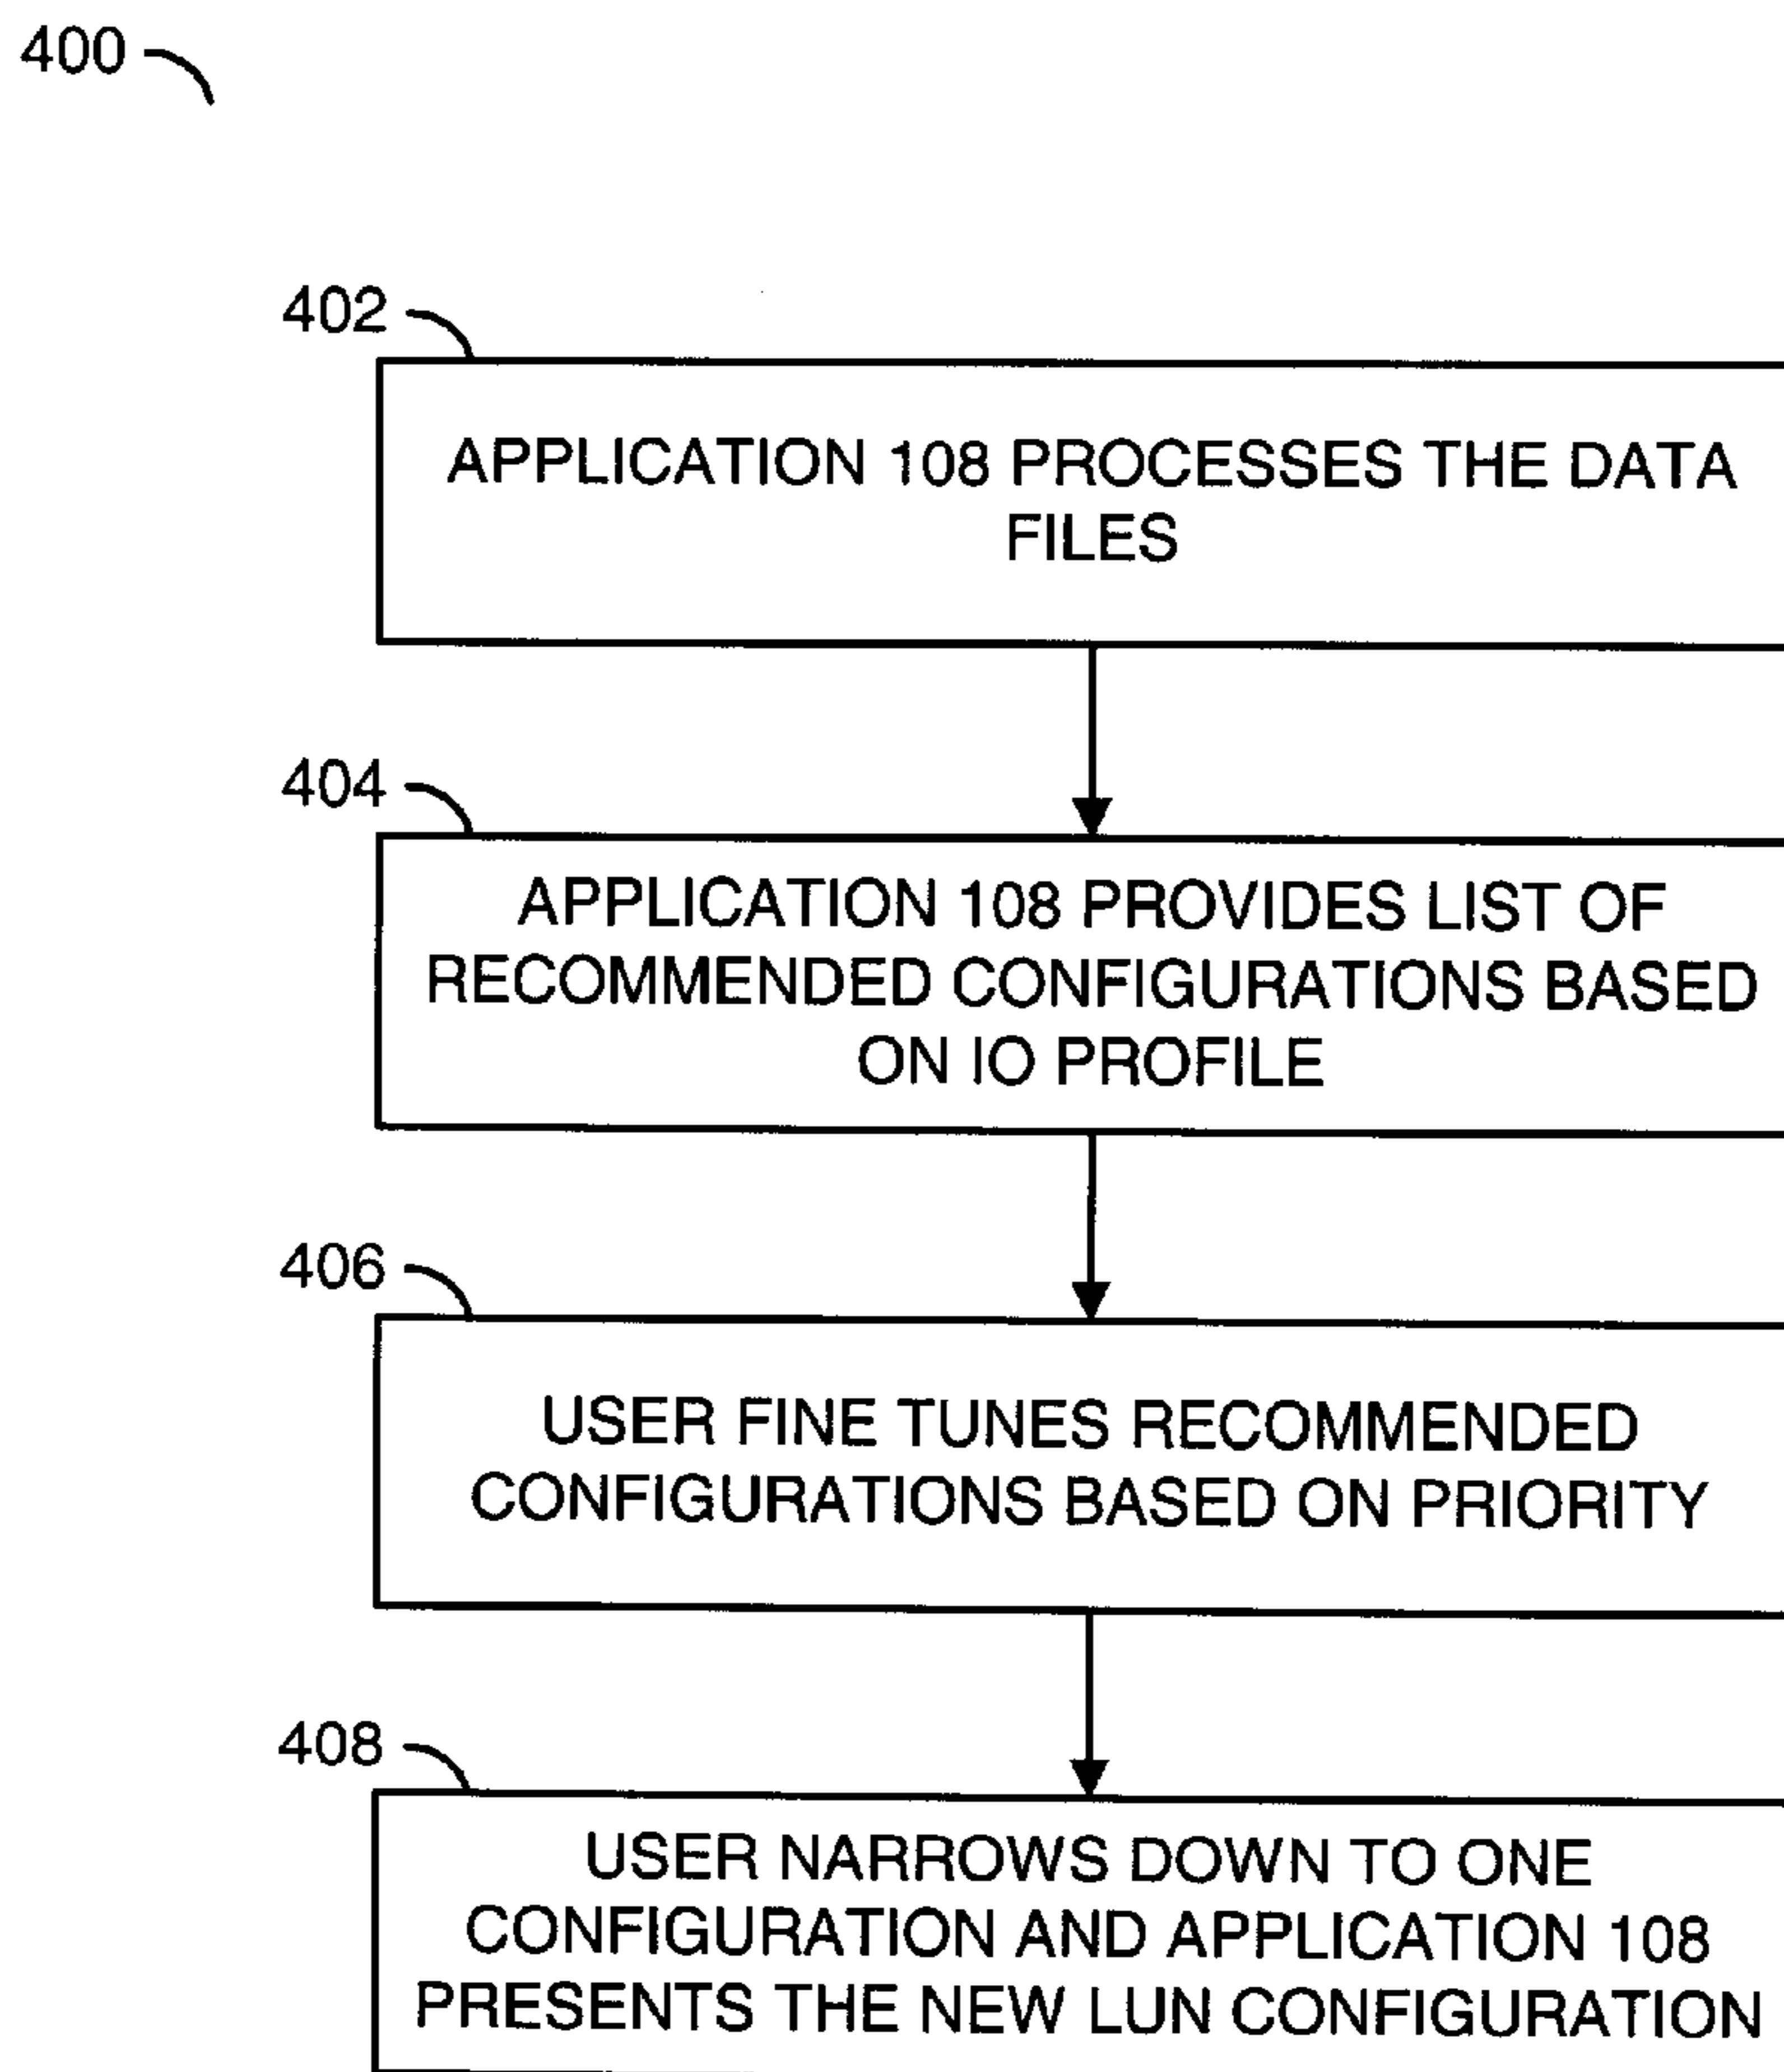 400
402
APPLICATION 108 PROCESSES THE DATA
FILES
404
APPLICATION 108 PROVIDES LIST OF
RECOMMENDED CONFIGURATIONS BASED
ON IO PROFILE
406
USER FINE TUNES RECOMMENDED
CONFIGURATIONS BASED ON PRIORITY
408
USER NARROWS DOWN TO ONE
CONFIGURATION AND APPLICATION 108
PRESENTS THE NEW LUN CONFIGURATION